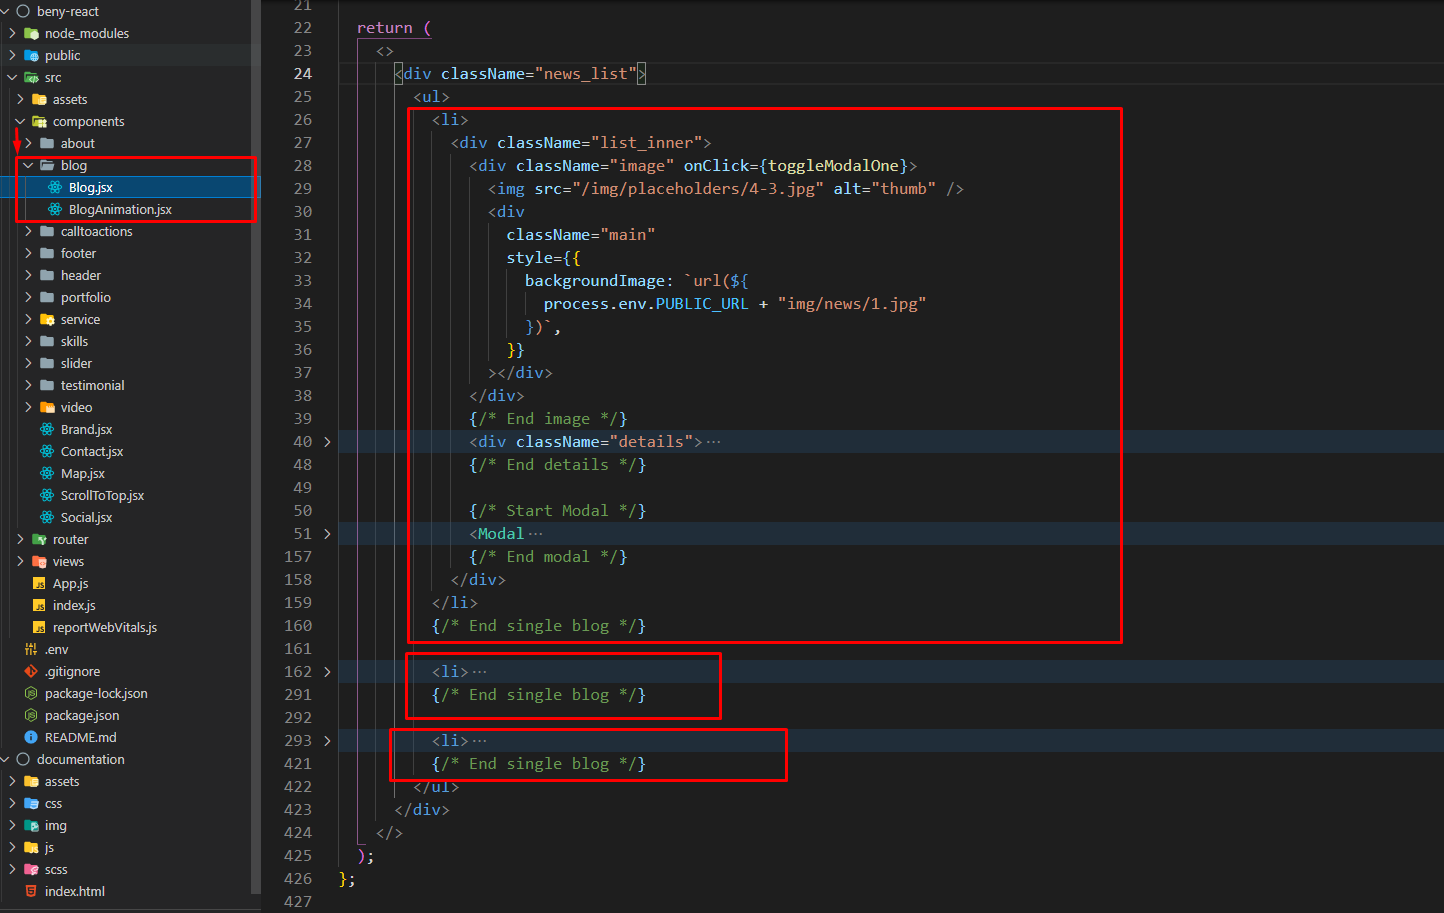 beny-react
node_modules
public
src
assets
components
about
blog
Blog.jsx
BlogAnimation.jsx
calltoactions
footer
header
portfolio
service
skills
slider
testimonial
video
Brand.jsx
Contact.jsx
Map.jsx
ScrollToTop.jsx
Social.jsx
router
views
App.js
index.js
reportWebVitals.js
.env
.gitignore
package-lock.json
package.json
README.md
documentation
assets
css
img
js
scss
index.html
21
22 return (
23 <>
24 <div className="news_list">
25 <ul>
26 <li>
27 <div className="list_inner">
28 <div className="image" onClick={toggleModalOne}>
29 <img src="/img/placeholders/4-3.jpg" alt="thumb" />
30 <div
31 className="main"
32 style={{
33 backgroundImage: `url(${
34 process.env.PUBLIC_URL + "img/news/1.jpg"
35 })`,
36 }}
37 ></div>
38 </div>
39 {/* End image */}
40 <div className="details">···
48 {/* End details */}
49
50 {/* Start Modal */}
51 <Modal···
157 {/* End modal */}
158 </div>
159 </li>
160 {/* End single blog */}
161
162 <li>···
291 {/* End single blog */}
292
293 <li>···
421 {/* End single blog */}
422 </ul>
423 </div>
424 </>
425 );
426 };
427